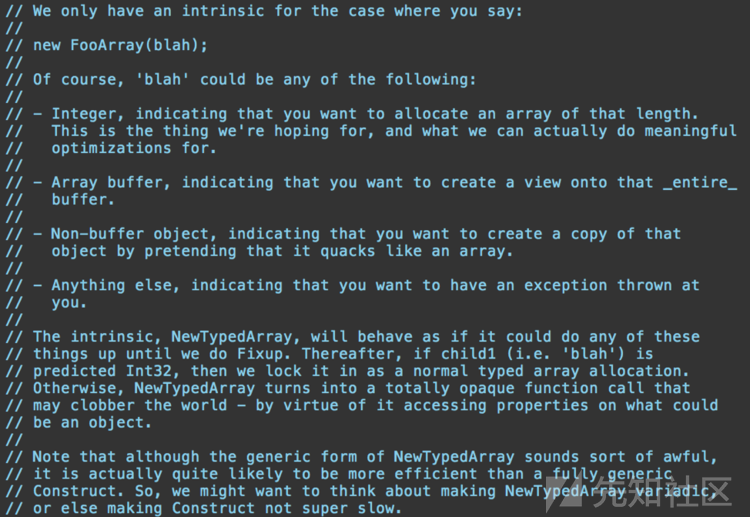 // We only have an intrinsic for the case where you say:
//
// new FooArray(blah);
//
// Of course, 'blah' could be any of the following:
//
// - Integer, indicating that you want to allocate an array of that length.
//   This is the thing we're hoping for, and what we can actually do meaningful
//   optimizations for.
//
// - Array buffer, indicating that you want to create a view onto that _entire_
//   buffer.
//
// - Non-buffer object, indicating that you want to create a copy of that
//   object by pretending that it quacks like an array.
//
// - Anything else, indicating that you want to have an exception thrown at
//   you.
//
// The intrinsic, NewTypedArray, will behave as if it could do any of these
// things up until we do Fixup. Thereafter, if child1 (i.e. 'blah') is
// predicted Int32, then we lock it in as a normal typed array allocation.
// Otherwise, NewTypedArray turns into a totally opaque function call that
// may clobber the world - by virtue of it accessing properties on what could
// be an object.
//
// Note that although the generic form of NewTypedArray sounds sort of awful,
// it is actually quite likely to be more efficient than a fully generic
// Construct. So, we might want to think about making NewTypedArray variadic,
// or else making Construct not super slow.
先知社区